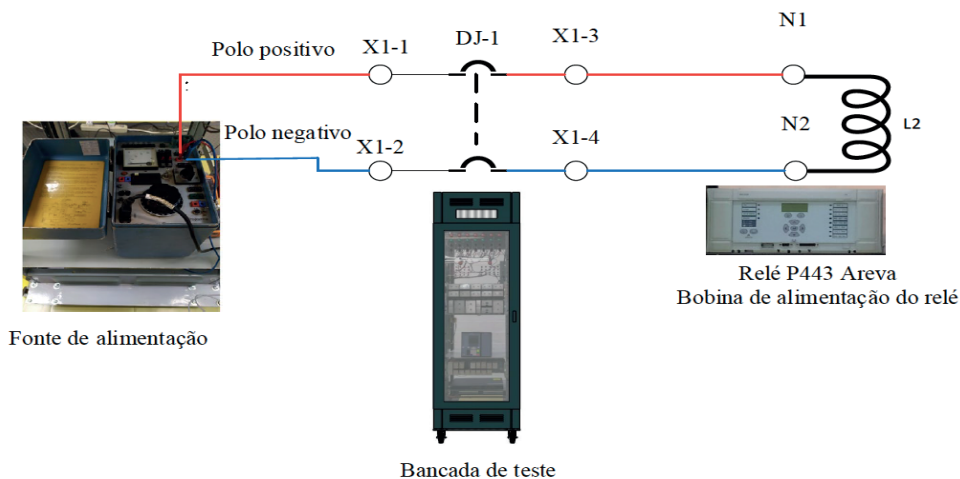 N1
Polo positivo
X1-1
DJ-1
X1-3
Polo negativo
X1-2
X1-4
N2
L2
Relé P443 Areva
Bobina de alimentação do relé
Fonte de alimentação
Bancada de teste